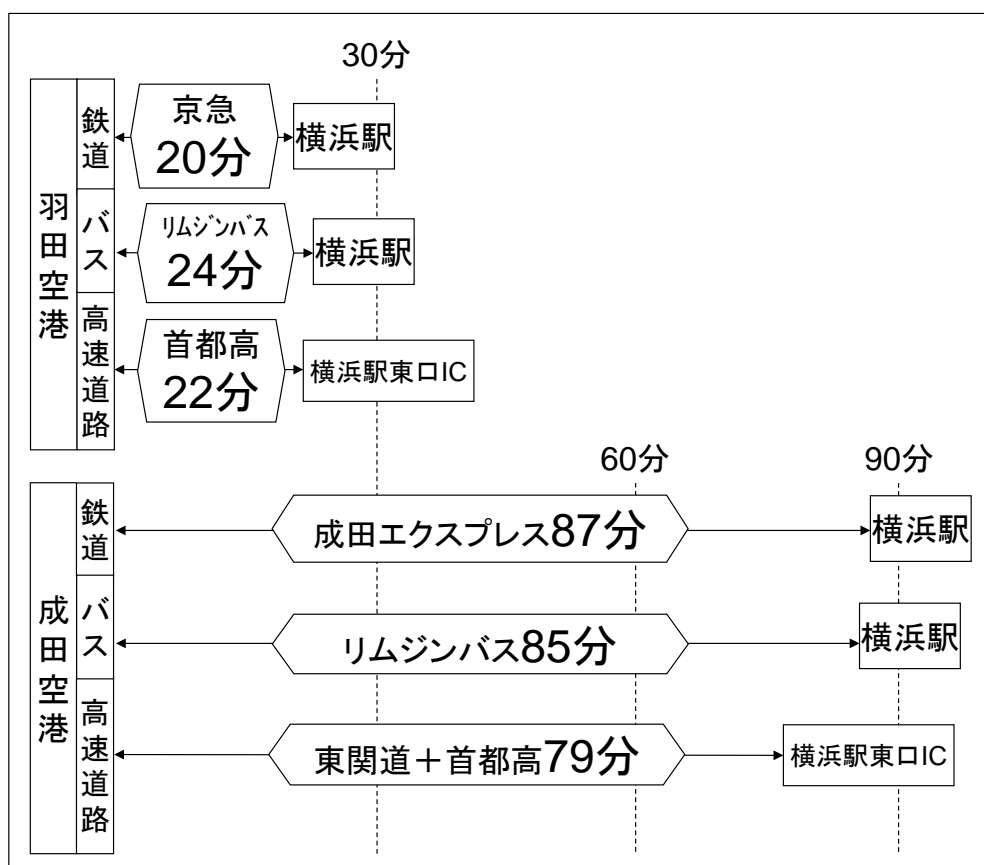 30分
羽田空港
鉄道
京急
20分
横浜駅
バス
リムジンバス
24分
横浜駅
高速道路
首都高
22分
横浜駅東口IC
60分
90分
成田空港
鉄道
成田エクスプレス87分
横浜駅
バス
リムジンバス85分
横浜駅
高速道路
東関道＋首都高79分
横浜駅東口IC